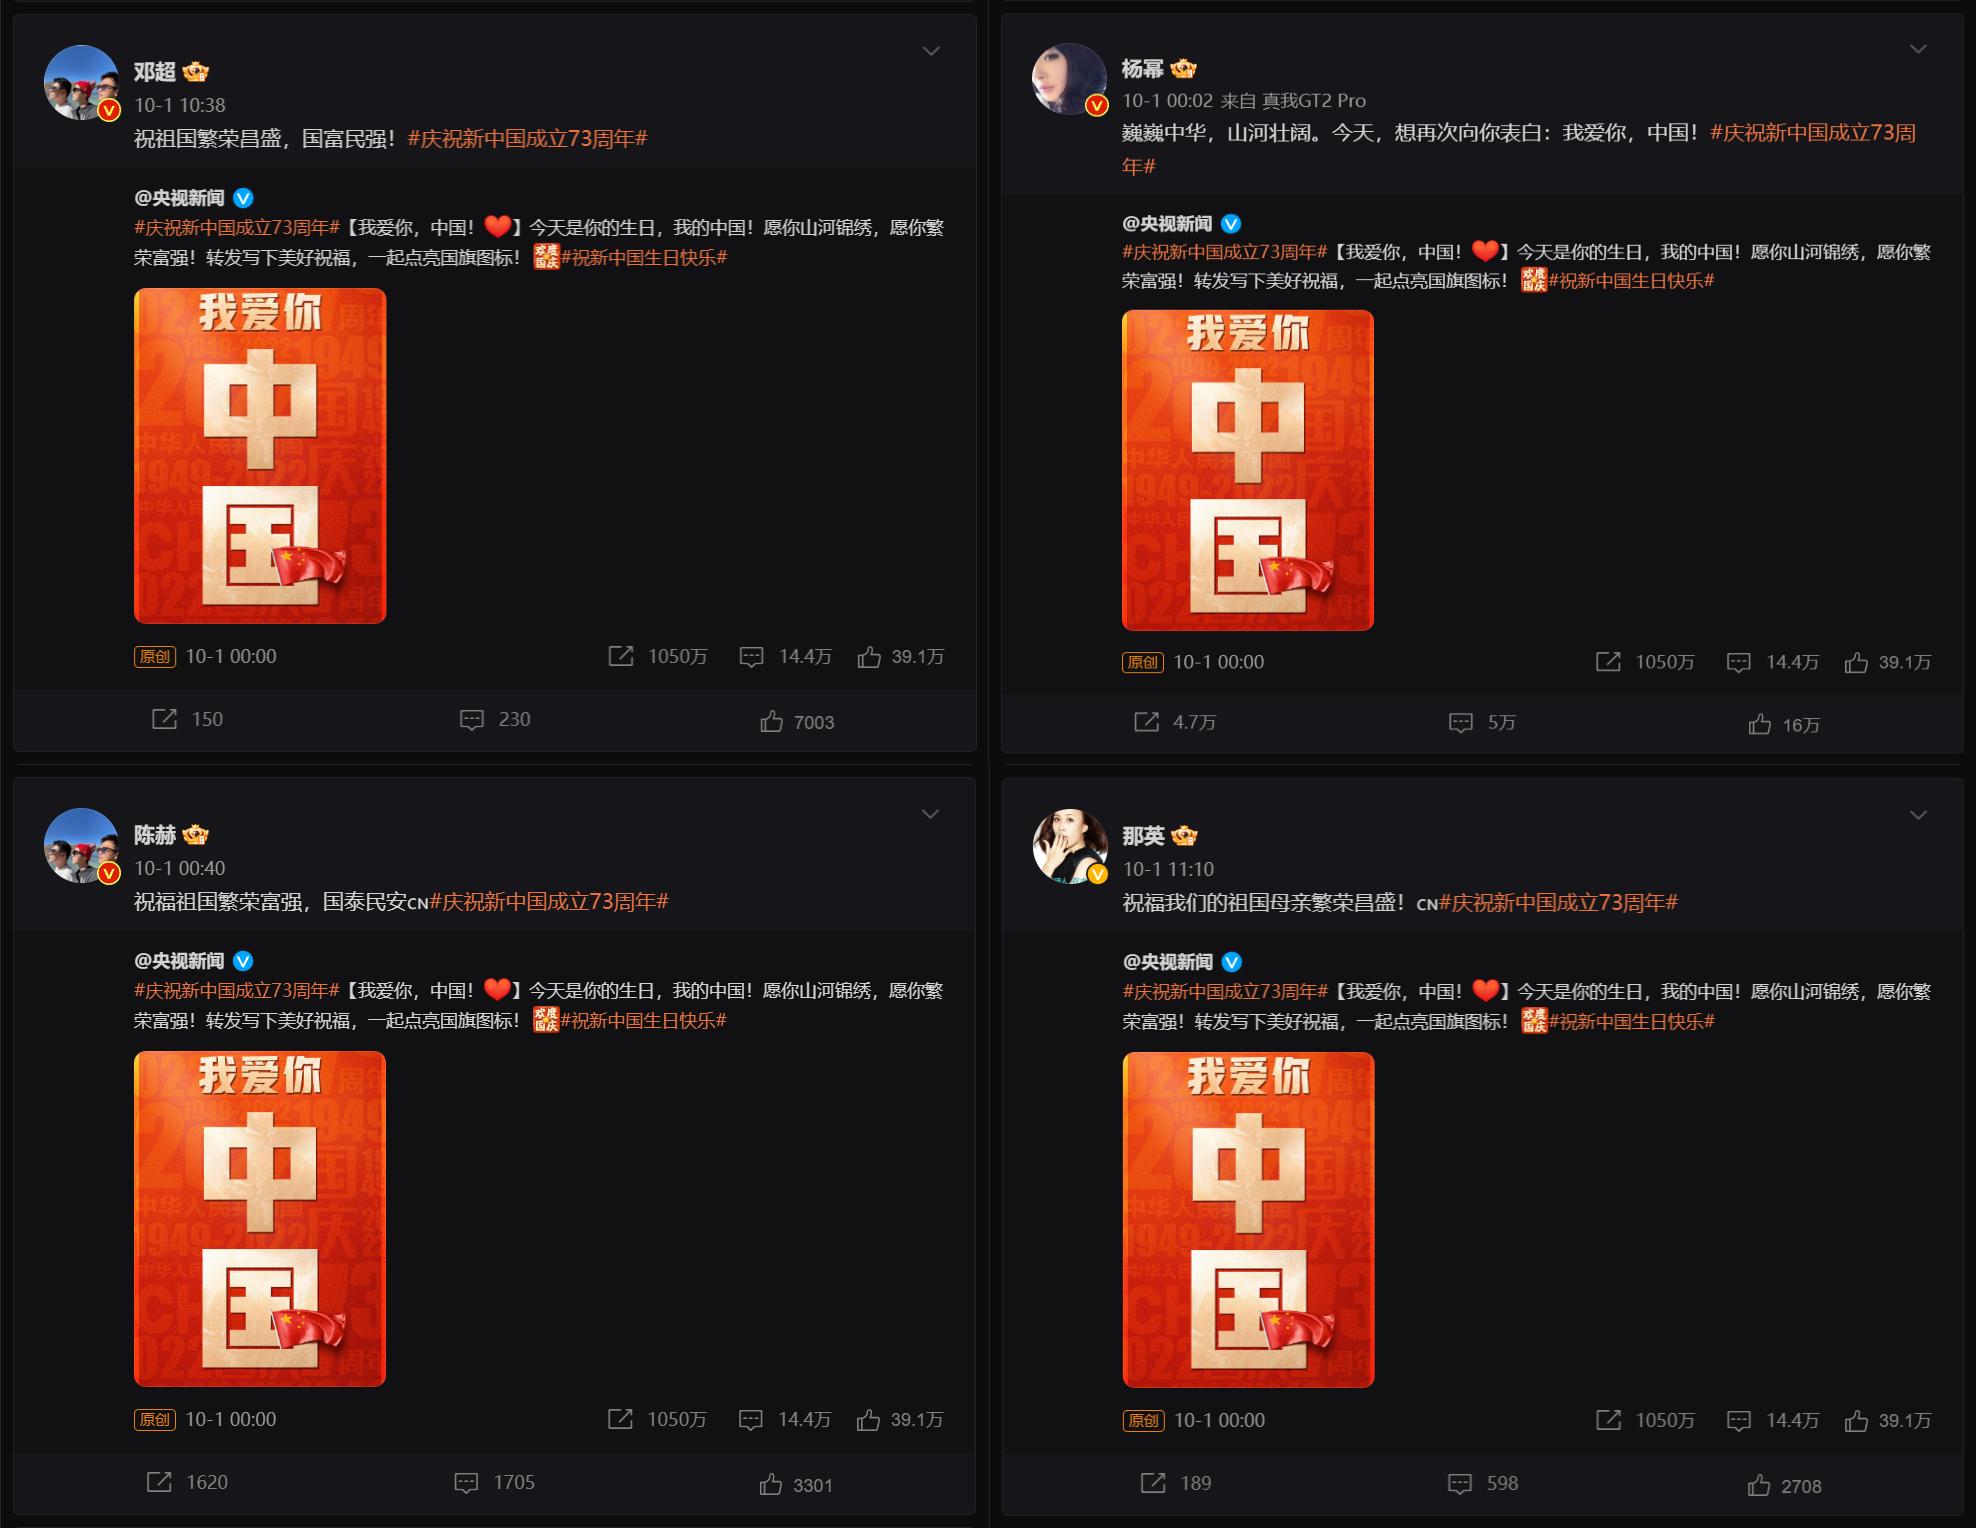 邓超
10-1 10:38
祝祖国繁荣昌盛，国富民强！#庆祝新中国成立73周年#
@央视新闻
#庆祝新中国成立73周年#【我爱你，中国！❤️】今天是你的生日，我的中国！愿你山河锦绣，愿你繁
荣富强！转发写下美好祝福，一起点亮国旗图标！欢度国庆#祝新中国生日快乐#
我爱你
中
国
原创 10-1 00:00 1050万 14.4万 39.1万
150 230 7003
杨幂
10-1 00:02 来自 真我GT2 Pro
巍巍中华，山河壮阔。今天，想再次向你表白：我爱你，中国！#庆祝新中国成立73周
年#
@央视新闻
#庆祝新中国成立73周年#【我爱你，中国！❤️】今天是你的生日，我的中国！愿你山河锦绣，愿你繁
荣富强！转发写下美好祝福，一起点亮国旗图标！欢度国庆#祝新中国生日快乐#
我爱你
中
国
原创 10-1 00:00 1050万 14.4万 39.1万
4.7万 5万 16万
陈赫
10-1 00:40
祝福祖国繁荣富强，国泰民安CN#庆祝新中国成立73周年#
@央视新闻
#庆祝新中国成立73周年#【我爱你，中国！❤️】今天是你的生日，我的中国！愿你山河锦绣，愿你繁
荣富强！转发写下美好祝福，一起点亮国旗图标！欢度国庆#祝新中国生日快乐#
我爱你
中
国
原创 10-1 00:00 1050万 14.4万 39.1万
1620 1705 3301
那英
10-1 11:10
祝福我们的祖国母亲繁荣昌盛！CN#庆祝新中国成立73周年#
@央视新闻
#庆祝新中国成立73周年#【我爱你，中国！❤️】今天是你的生日，我的中国！愿你山河锦绣，愿你繁
荣富强！转发写下美好祝福，一起点亮国旗图标！欢度国庆#祝新中国生日快乐#
我爱你
中
国
原创 10-1 00:00 1050万 14.4万 39.1万
189 598 2708